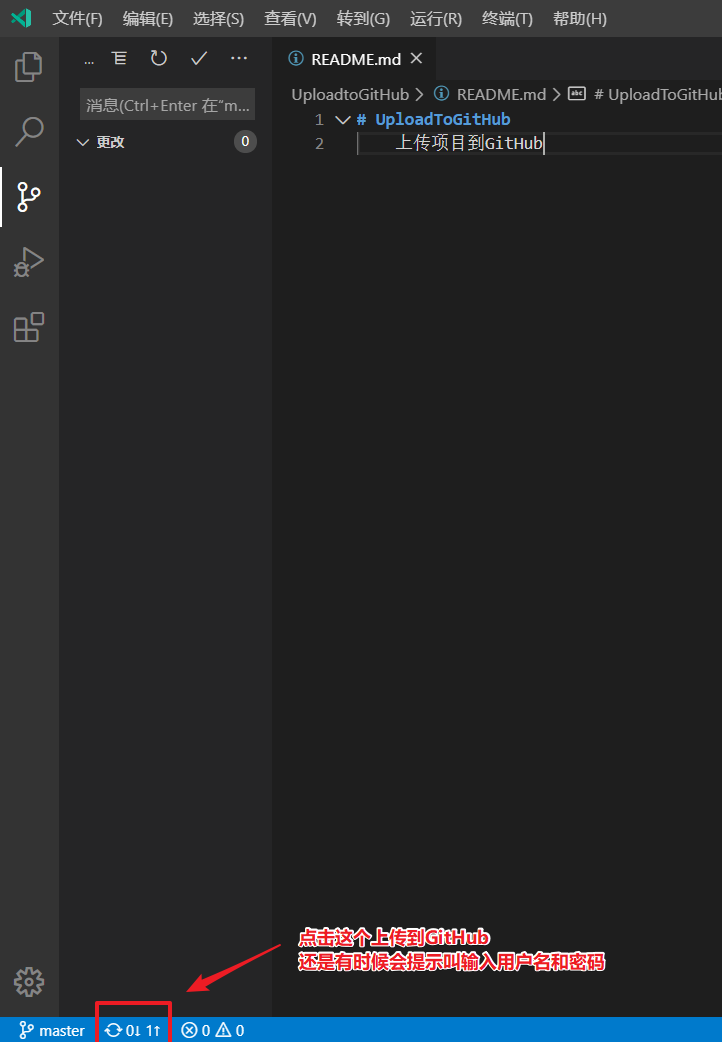 文件(F) 编辑(E) 选择(S) 查看(V) 转到(G) 运行(R) 终端(T) 帮助(H)
... README.md
消息(Ctrl+Enter 在“m...
UploadtoGitHub > README.md > # UploadToGitHub
更改 0
1 # UploadToGitHub
2 上传项目到GitHub
点击这个上传到GitHub
还是有时候会提示叫输入用户名和密码
master 0↓ 1↑ 0 0